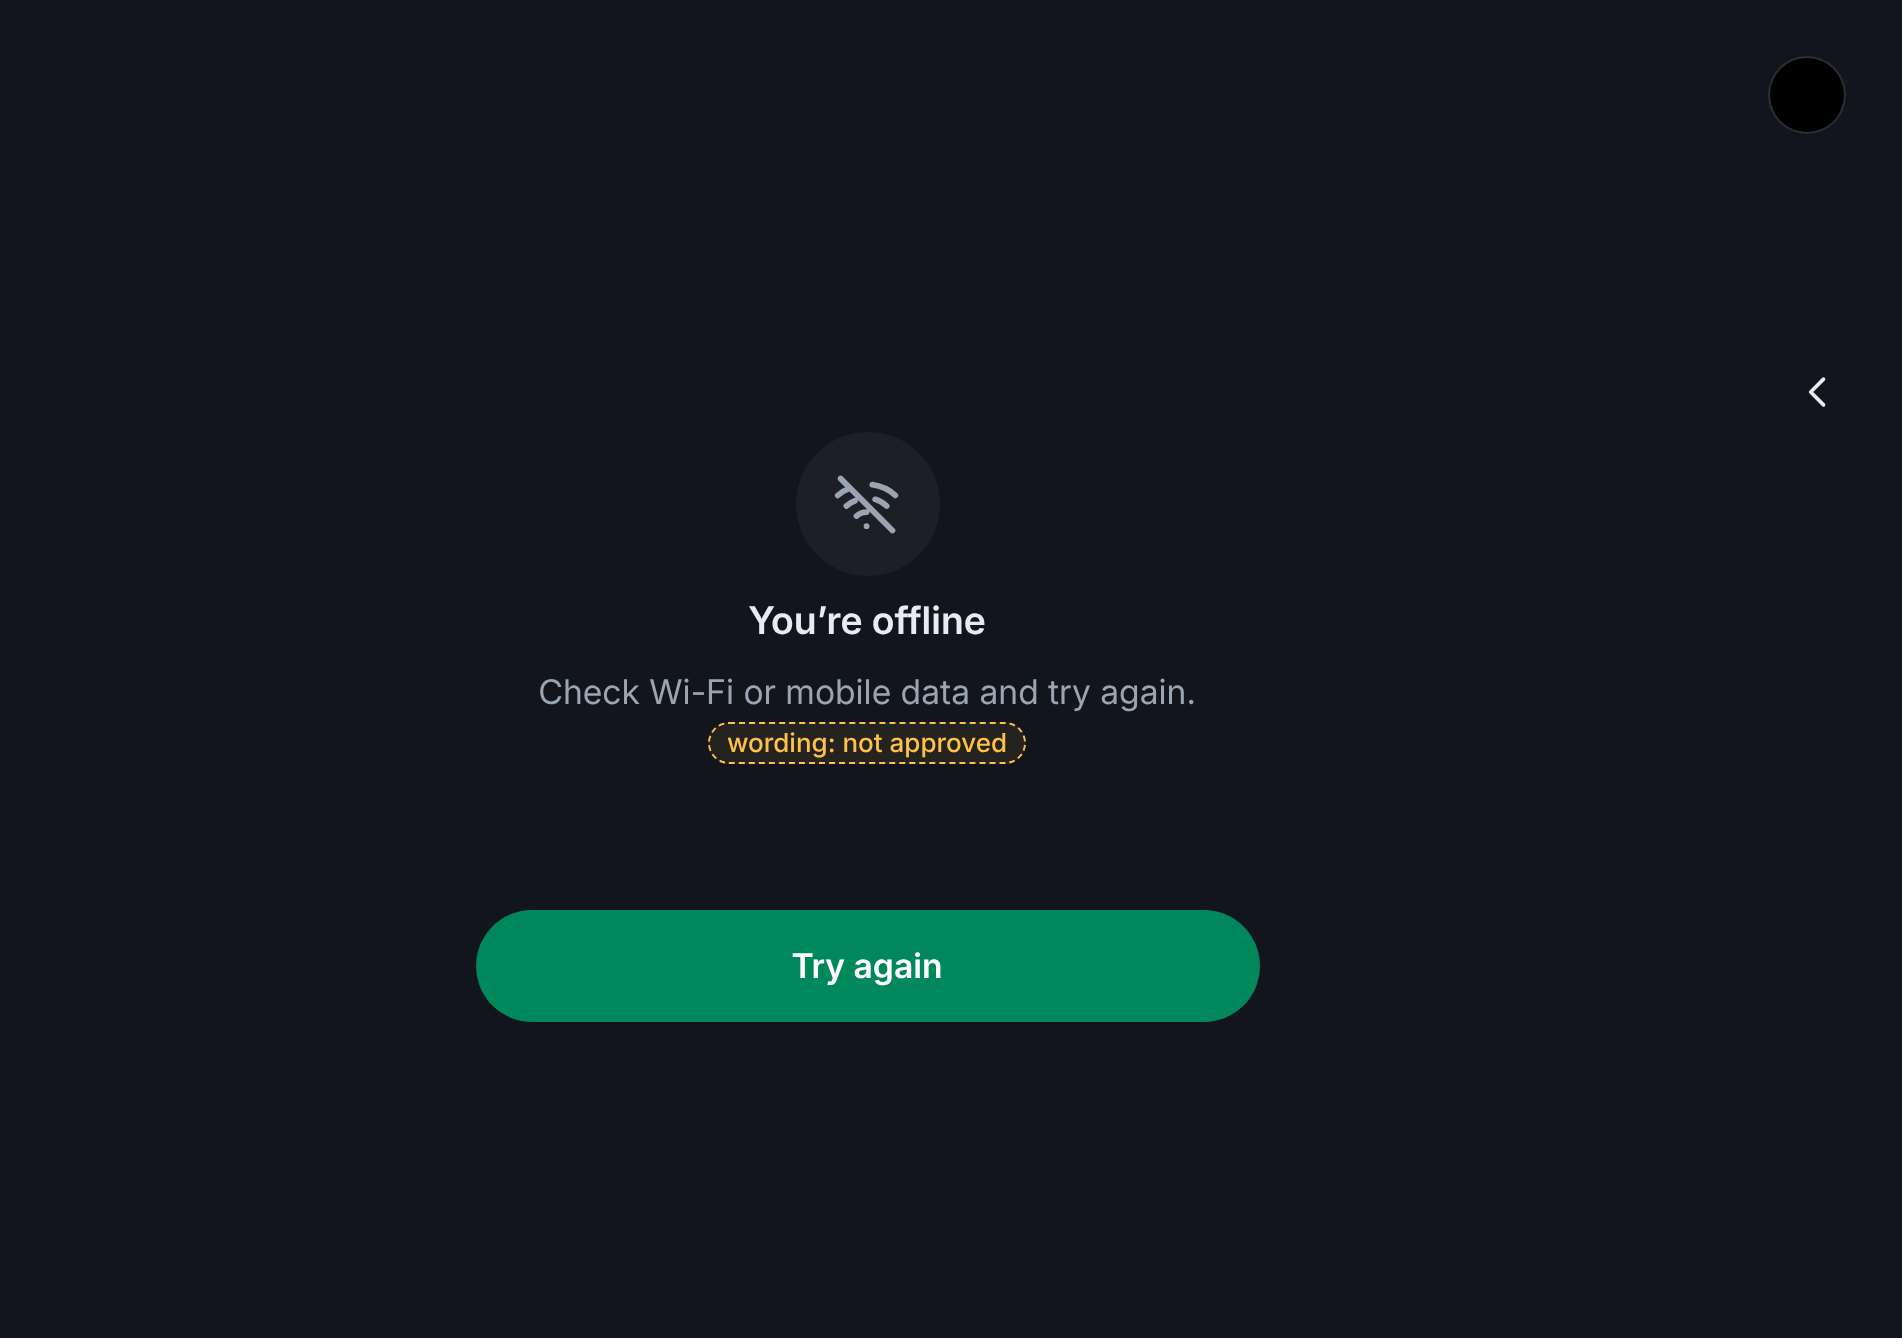 You’re offline
Check Wi-Fi or mobile data and try again.
wording: not approved
Try again